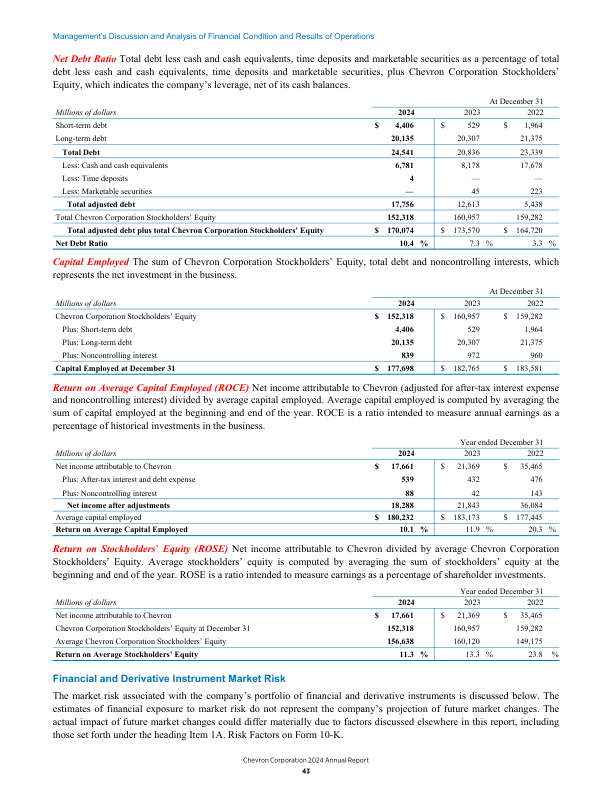 Management's Discussion and Analysis of Financial Condition and Results of Operations
Net Debt Ratio Total debt less cash and cash equivalents, time deposits and marketable securities as a percentage of total
debt less cash and cash equivalents, time deposits and marketable securities, plus Chevron Corporation Stockholders'
Equity, which indicates the company's leverage, net of its cash balances.
At December 31
Millions of dollars 2024 2023 2022
Short-term debt $ 4,406 $ 529 $ 1,964
Long-term debt 20,135 20,307 21,375
Total Debt 24,541 20,836 23,339
Less: Cash and cash equivalents 6,781 8,178 17,678
Less: Time deposits 4 — —
Less: Marketable securities — 45 223
Total adjusted debt 17,756 12,613 5,438
Total Chevron Corporation Stockholders' Equity 152,318 160,957 159,282
Total adjusted debt plus total Chevron Corporation Stockholders' Equity $ 170,074 $ 173,570 $ 164,720
Net Debt Ratio 10.4 % 7.3 % 3.3 %
Capital Employed The sum of Chevron Corporation Stockholders' Equity, total debt and noncontrolling interests, which
represents the net investment in the business.
At December 31
Millions of dollars 2024 2023 2022
Chevron Corporation Stockholders' Equity $ 152,318 $ 160,957 $ 159,282
Plus: Short-term debt 4,406 529 1,964
Plus: Long-term debt 20,135 20,307 21,375
Plus: Noncontrolling interest 839 972 960
Capital Employed at December 31 $ 177,698 $ 182,765 $ 183,581
Return on Average Capital Employed (ROCE) Net income attributable to Chevron (adjusted for after-tax interest expense
and noncontrolling interest) divided by average capital employed. Average capital employed is computed by averaging the
sum of capital employed at the beginning and end of the year. ROCE is a ratio intended to measure annual earnings as a
percentage of historical investments in the business.
Year ended December 31
Millions of dollars 2024 2023 2022
Net income attributable to Chevron $ 17,661 $ 21,369 $ 35,465
Plus: After-tax interest and debt expense 539 432 476
Plus: Noncontrolling interest 88 42 143
Net income after adjustments 18,288 21,843 36,084
Average capital employed $ 180,232 $ 183,173 $ 177,445
Return on Average Capital Employed 10.1 % 11.9 % 20.3 %
Return on Stockholders' Equity (ROSE) Net income attributable to Chevron divided by average Chevron Corporation
Stockholders' Equity. Average stockholders' equity is computed by averaging the sum of stockholders' equity at the
beginning and end of the year. ROSE is a ratio intended to measure earnings as a percentage of shareholder investments.
Year ended December 31
Millions of dollars 2024 2023 2022
Net income attributable to Chevron $ 17,661 $ 21,369 $ 35,465
Chevron Corporation Stockholders' Equity at December 31 152,318 160,957 159,282
Average Chevron Corporation Stockholders' Equity 156,638 160,120 149,175
Return on Average Stockholders' Equity 11.3 % 13.3 % 23.8 %
Financial and Derivative Instrument Market Risk
The market risk associated with the company's portfolio of financial and derivative instruments is discussed below. The
estimates of financial exposure to market risk do not represent the company's projection of future market changes. The
actual impact of future market changes could differ materially due to factors discussed elsewhere in this report, including
those set forth under the heading Item 1A. Risk Factors on Form 10-K.
Chevron Corporation 2024 Annual Report
43